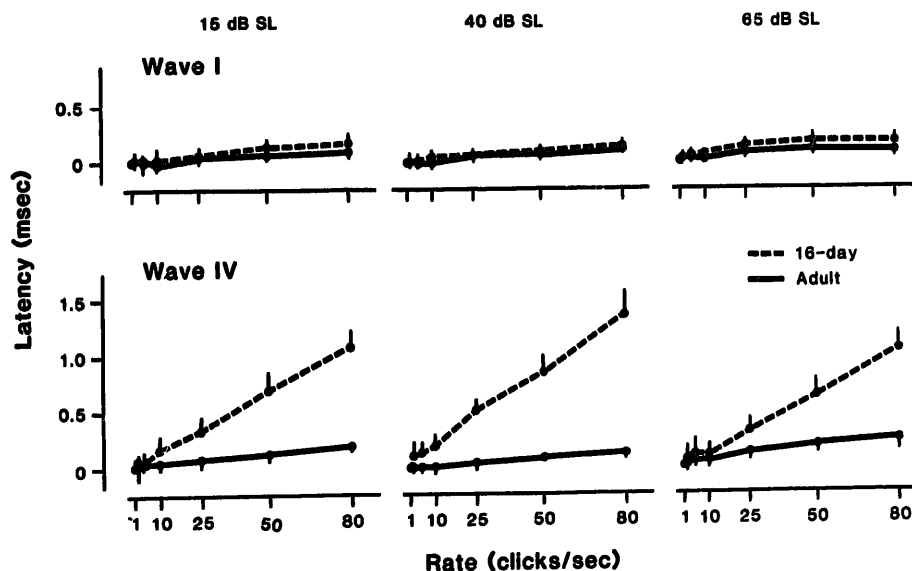 15 dB SL 40 dB SL 65 dB SL
Wave I
0.5
0
Latency (msec)
Wave IV
16-day
Adult
1.5
1.0
0.5
0
1 10 25 50 80 1 10 25 50 80 1 10 25 50 80
Rate (clicks/sec)